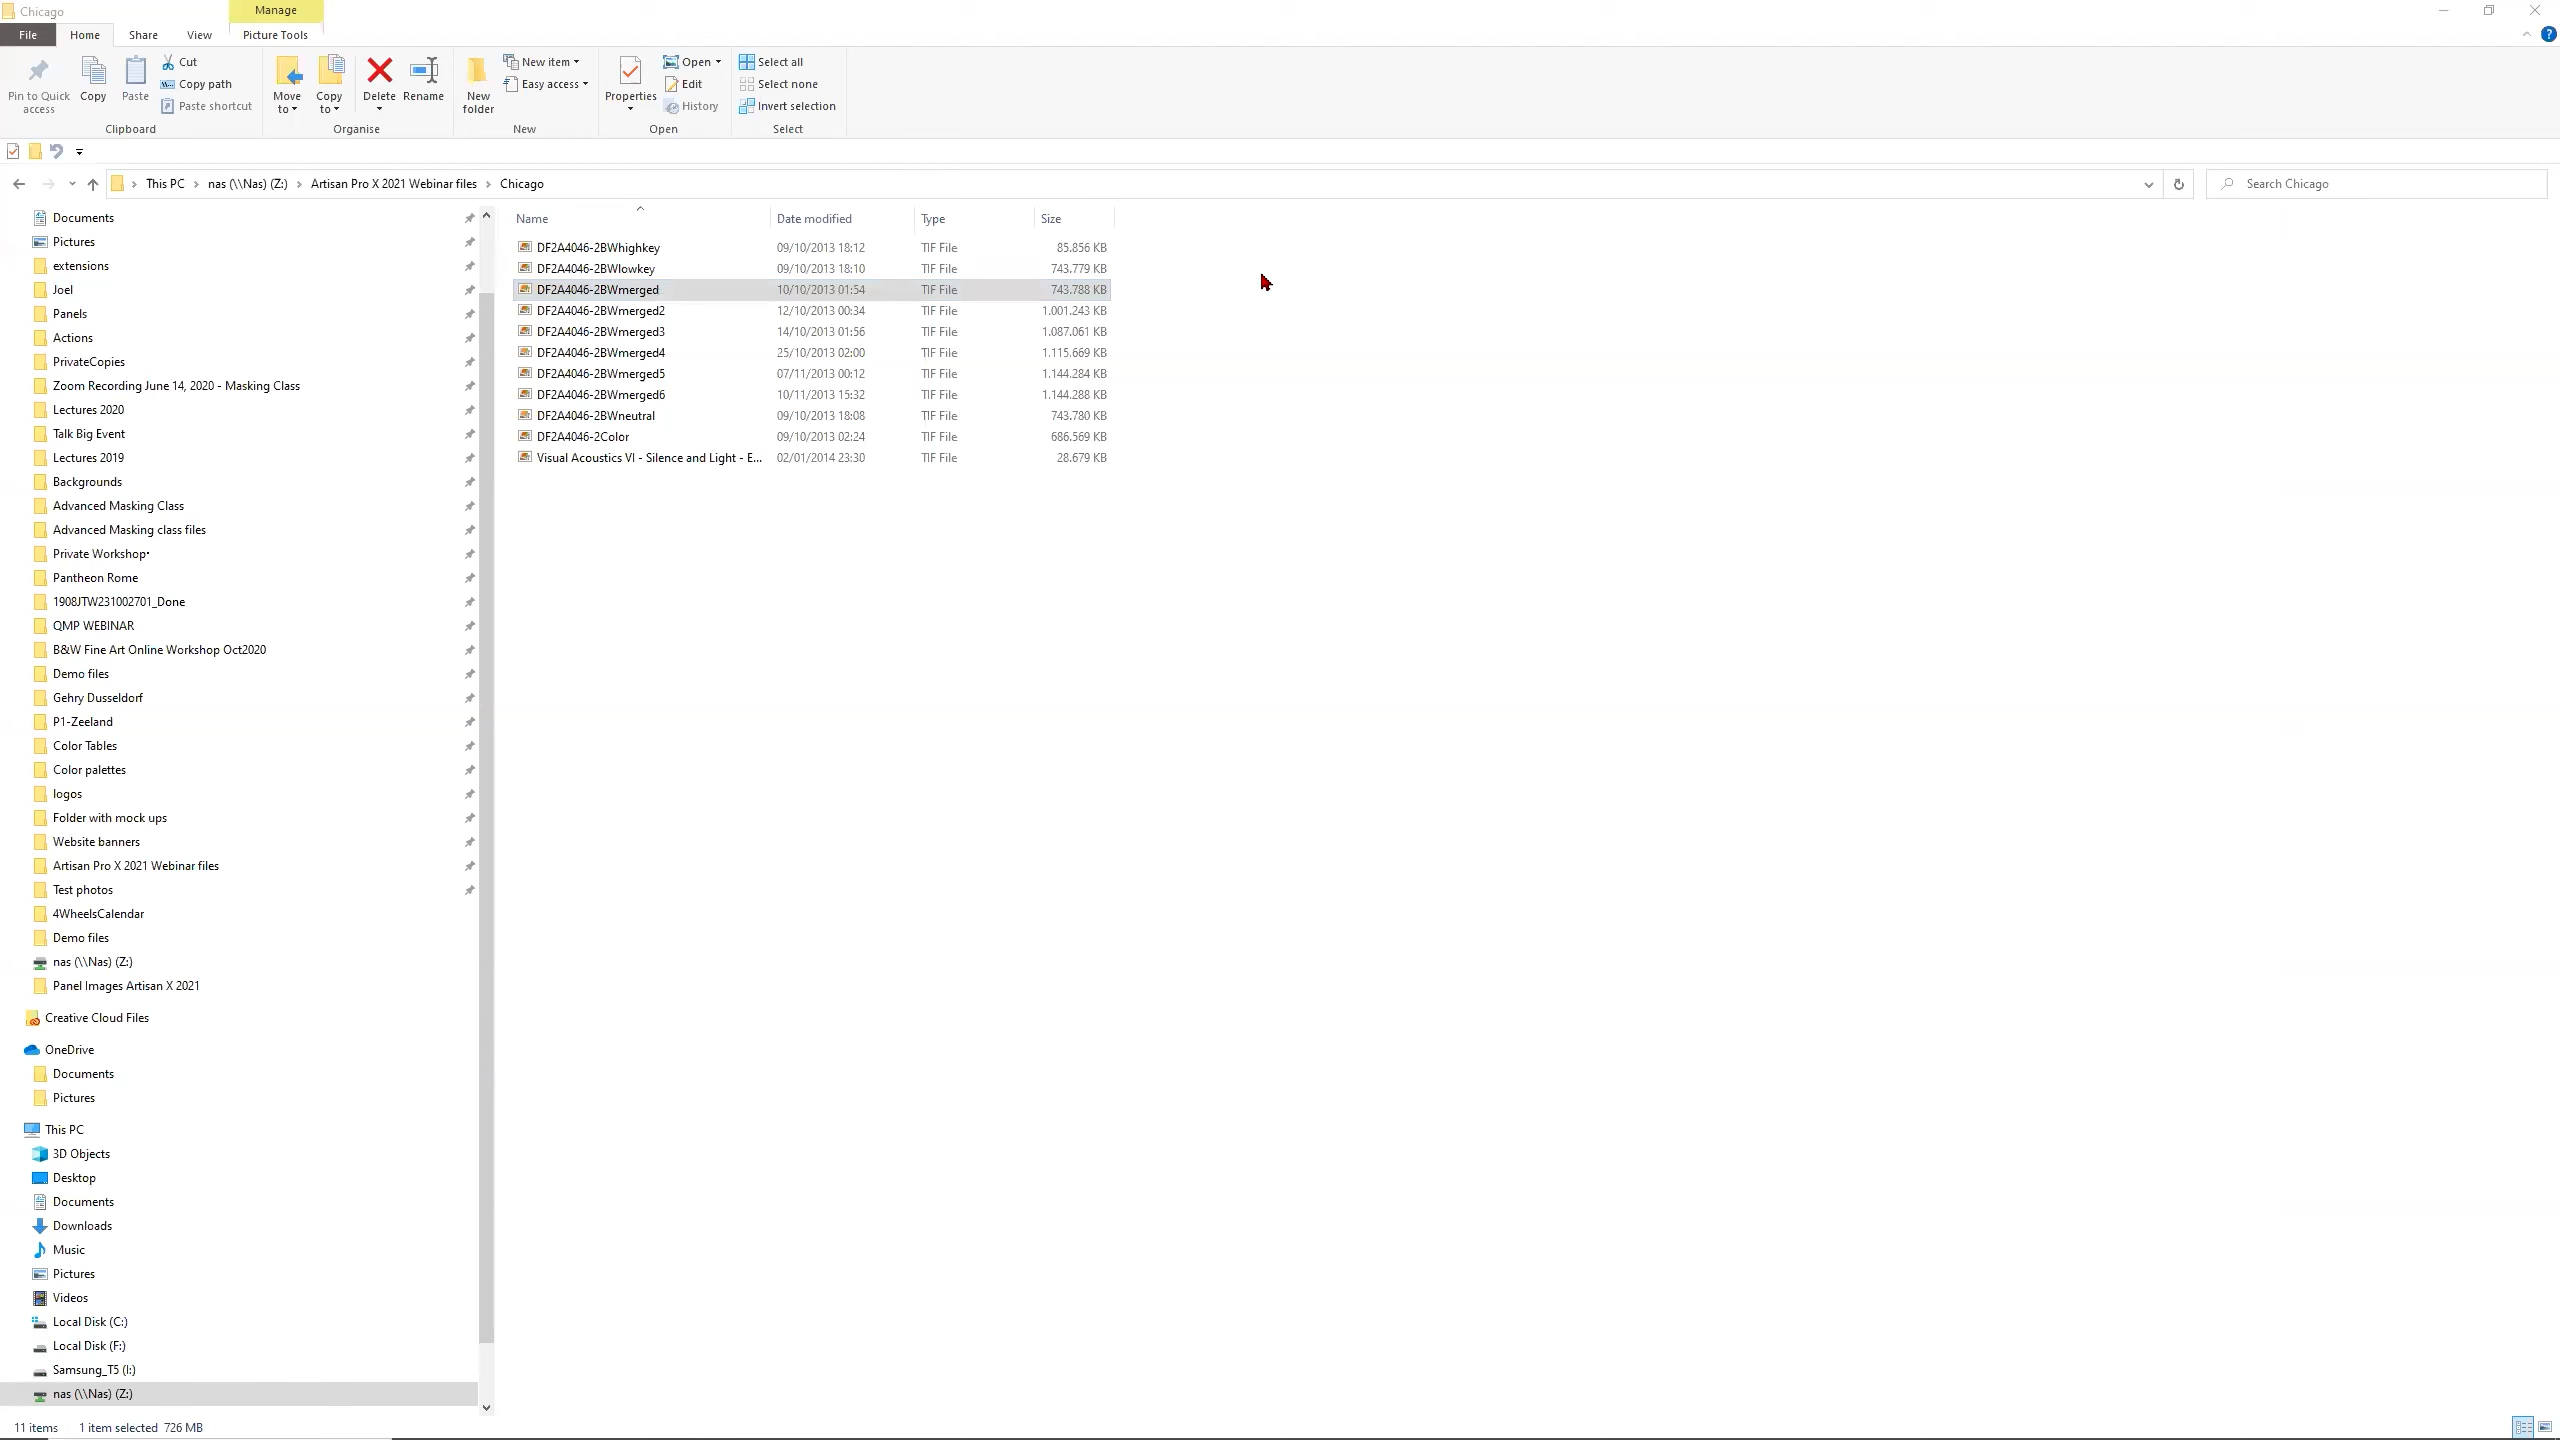 Chicago
Manage
File Home Share View Picture Tools
Pin to Quick access
Copy
Paste
Cut
Copy path
Paste shortcut
Clipboard
Move to
Copy to
Delete
Rename
Organise
New folder
New item
Easy access
New
Properties
Open
Edit
History
Open
Select all
Select none
Invert selection
Select
This PC › nas (\\Nas) (Z:) › Artisan Pro X 2021 Webinar files › Chicago
Search Chicago
Documents
Pictures
extensions
Joel
Panels
Actions
PrivateCopies
Zoom Recording June 14, 2020 - Masking Class
Lectures 2020
Talk Big Event
Lectures 2019
Backgrounds
Advanced Masking Class
Advanced Masking class files
Private Workshop·
Pantheon Rome
1908JTW231002701_Done
QMP WEBINAR
B&W Fine Art Online Workshop Oct2020
Demo files
Gehry Dusseldorf
P1-Zeeland
Color Tables
Color palettes
logos
Folder with mock ups
Website banners
Artisan Pro X 2021 Webinar files
Test photos
4WheelsCalendar
Demo files
nas (\\Nas) (Z:)
Panel Images Artisan X 2021
Creative Cloud Files
OneDrive
Documents
Pictures
This PC
3D Objects
Desktop
Documents
Downloads
Music
Pictures
Videos
Local Disk (C:)
Local Disk (F:)
Samsung_T5 (I:)
nas (\\Nas) (Z:)
Name Date modified Type Size
DF2A4046-2BWhighkey 09/10/2013 18:12 TIF File 85.856 KB
DF2A4046-2BWlowkey 09/10/2013 18:10 TIF File 743.779 KB
DF2A4046-2BWmerged 10/10/2013 01:54 TIF File 743.788 KB
DF2A4046-2BWmerged2 12/10/2013 00:34 TIF File 1.001.243 KB
DF2A4046-2BWmerged3 14/10/2013 01:56 TIF File 1.087.061 KB
DF2A4046-2BWmerged4 25/10/2013 02:00 TIF File 1.115.669 KB
DF2A4046-2BWmerged5 07/11/2013 00:12 TIF File 1.144.284 KB
DF2A4046-2BWmerged6 10/11/2013 15:32 TIF File 1.144.288 KB
DF2A4046-2BWneutral 09/10/2013 18:08 TIF File 743.780 KB
DF2A4046-2Color 09/10/2013 02:24 TIF File 686.569 KB
Visual Acoustics VI - Silence and Light - E... 02/01/2014 23:30 TIF File 28.679 KB
11 items 1 item selected 726 MB